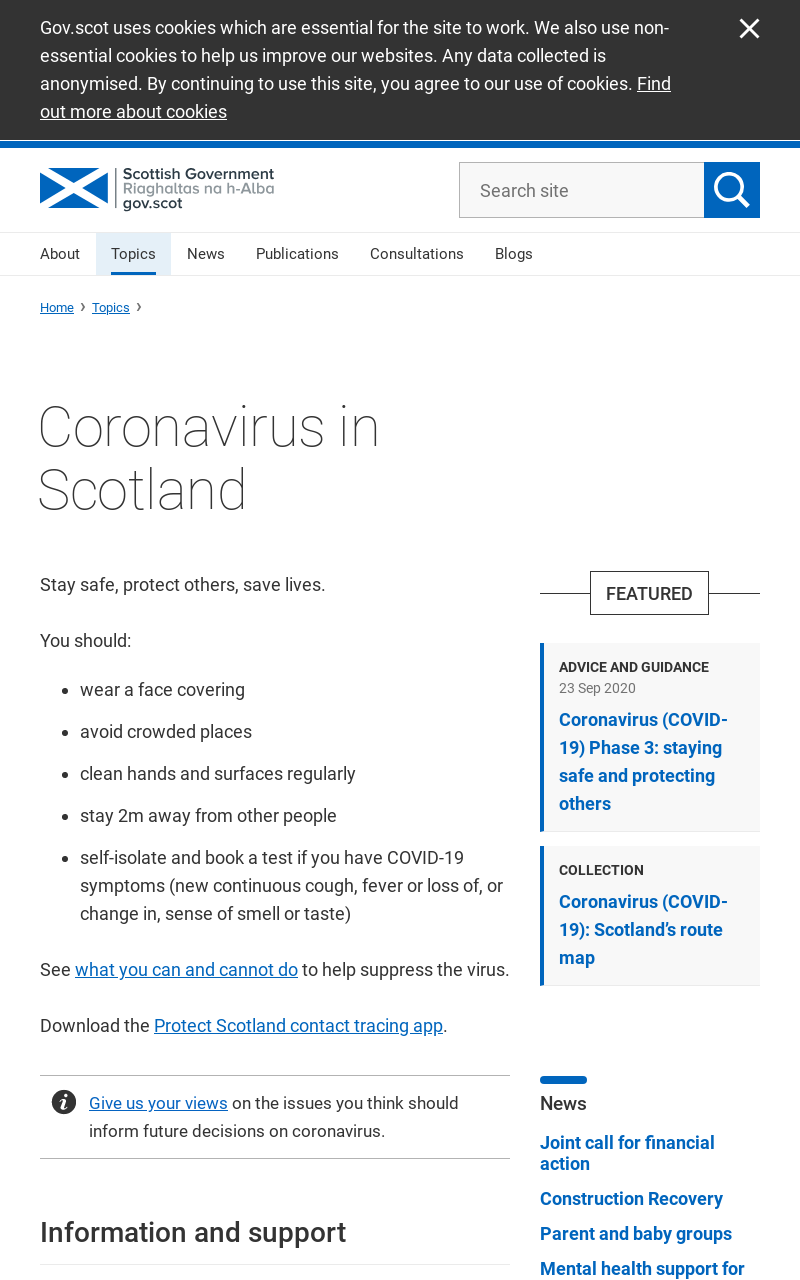 Gov.scot uses cookies which are essential for the site to work. We also use non-
essential cookies to help us improve our websites. Any data collected is
anonymised. By continuing to use this site, you agree to our use of cookies. Find
out more about cookies
Scottish Government
Riaghaltas na h-Alba
gov.scot
Search site
About
Topics
News
Publications
Consultations
Blogs
Home › Topics ›
Coronavirus in
Scotland
Stay safe, protect others, save lives.
You should:
• wear a face covering
• avoid crowded places
• clean hands and surfaces regularly
• stay 2m away from other people
• self-isolate and book a test if you have COVID-19
symptoms (new continuous cough, fever or loss of, or
change in, sense of smell or taste)
See what you can and cannot do to help suppress the virus.
Download the Protect Scotland contact tracing app.
Give us your views on the issues you think should
inform future decisions on coronavirus.
Information and support
FEATURED
ADVICE AND GUIDANCE
23 Sep 2020
Coronavirus (COVID-
19) Phase 3: staying
safe and protecting
others
COLLECTION
Coronavirus (COVID-
19): Scotland’s route
map
News
Joint call for financial
action
Construction Recovery
Parent and baby groups
Mental health support for